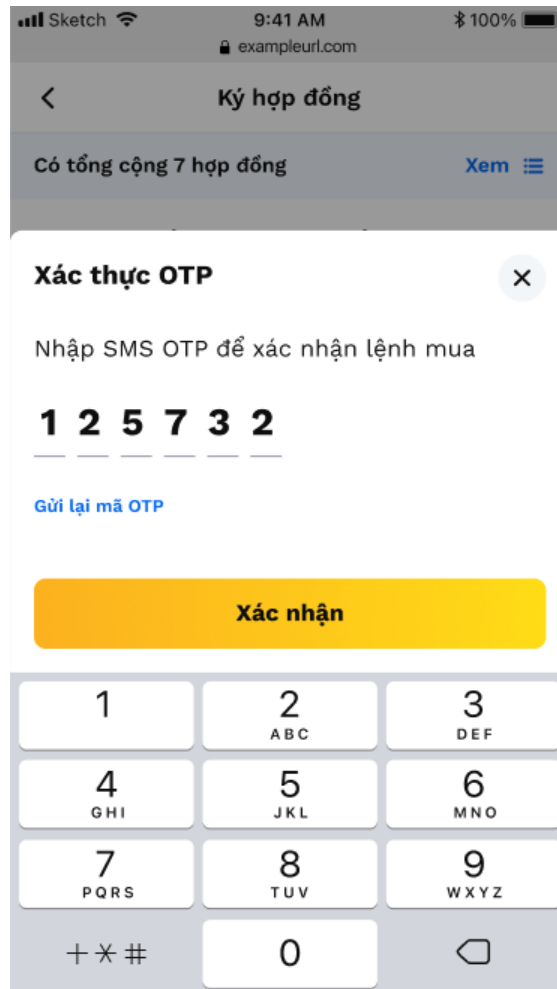 Sketch 9:41 AM 100%
exampleurl.com
Ký hợp đồng
Có tổng cộng 7 hợp đồng Xem
Xác thực OTP
Nhập SMS OTP để xác nhận lệnh mua
1 2 5 7 3 2
Gửi lại mã OTP
Xác nhận
1 2 3
ABC DEF
4 5 6
GHI JKL MNO
7 8 9
PQRS TUV WXYZ
+*# 0